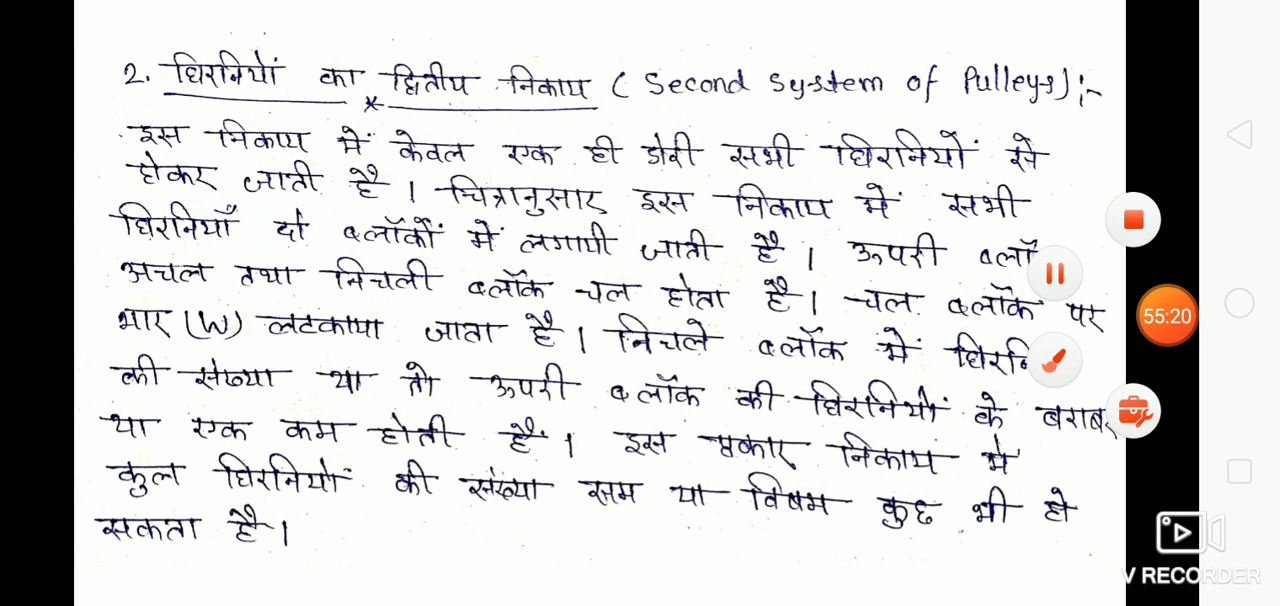 2. घिरनियों का द्वितीय निकाय ( Second System of Pulleys) :-
इस निकाय में केवल एक ही डोरी सभी घिरनियों से
होकर जाती है । चित्रानुसार इस निकाय में सभी
घिरनियाँ दो ब्लॉकों में लगायी जाती है । ऊपरी ब्लॉ
अचल तथा निचली ब्लॉक चल होता है । चल ब्लॉक पर
भार (W) लटकाया जाता है । निचले ब्लॉक में घिरनि
की संख्या या तो ऊपरी ब्लॉक की घिरनियों के बराबर
या एक कम होती है । इस प्रकार निकाय में
कुल घिरनियों की संख्या सम या विषम कुछ भी हो
सकता है ।
55:20
V RECORDER